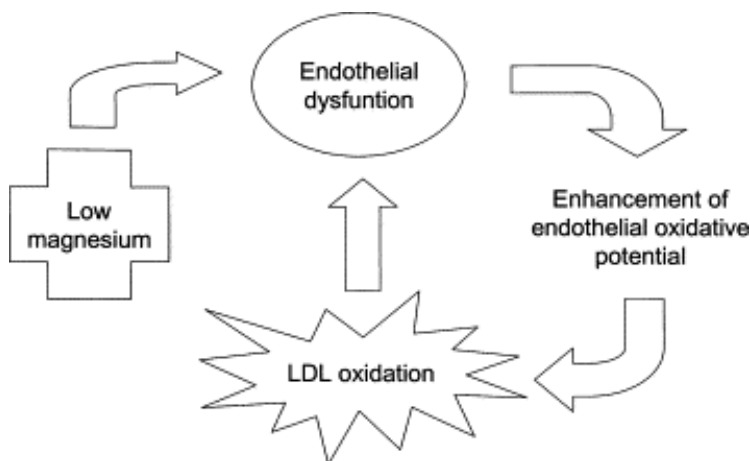 Endothelial
dysfuntion
Low
magnesium
Enhancement of
endothelial oxidative
potential
LDL oxidation